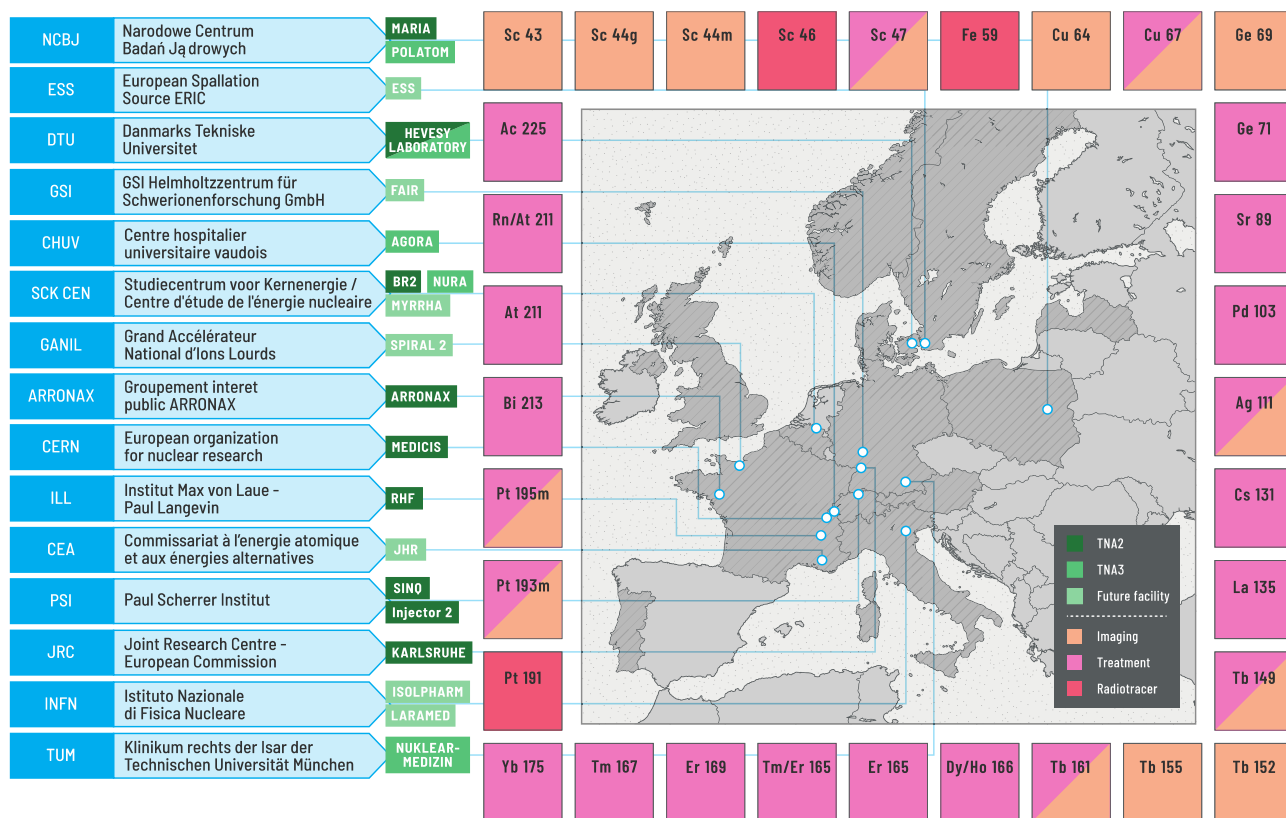 NCBJ
Narodowe Centrum
Badań Ją drowych
MARIA
POLATOM
ESS
European Spallation
Source ERIC
ESS
DTU
Danmarks Tekniske
Universitet
HEVESY
LABORATORY
GSI
GSI Helmholtzzentrum für
Schwerionenforschung GmbH
FAIR
CHUV
Centre hospitalier
universitaire vaudois
AGORA
SCK CEN
Studiecentrum voor Kernenergie /
Centre d'étude de l'énergie nucleaire
BR2
NURA
MYRRHA
GANIL
Grand Accélérateur
National d'Ions Lourds
SPIRAL 2
ARRONAX
Groupement interet
public ARRONAX
ARRONAX
CERN
European organization
for nuclear research
MEDICIS
ILL
Institut Max von Laue -
Paul Langevin
RHF
CEA
Commissariat à l'energie atomique
et aux énergies alternatives
JHR
PSI
Paul Scherrer Institut
SINQ
Injector 2
JRC
Joint Research Centre -
European Commission
KARLSRUHE
INFN
Istituto Nazionale
di Fisica Nucleare
ISOLPHARM
LARAMED
TUM
Klinikum rechts der Isar der
Technischen Universität München
NUKLEAR-
MEDIZIN
Sc 43
Sc 44g
Sc 44m
Sc 46
Sc 47
Fe 59
Cu 64
Cu 67
Ge 69
Ac 225
Rn/At 211
At 211
Bi 213
Pt 195m
Pt 193m
Pt 191
Ge 71
Sr 89
Pd 103
Ag 111
Cs 131
La 135
Tb 149
TNA2
TNA3
Future facility
Imaging
Treatment
Radiotracer
Yb 175
Tm 167
Er 169
Tm/Er 165
Er 165
Dy/Ho 166
Tb 161
Tb 155
Tb 152